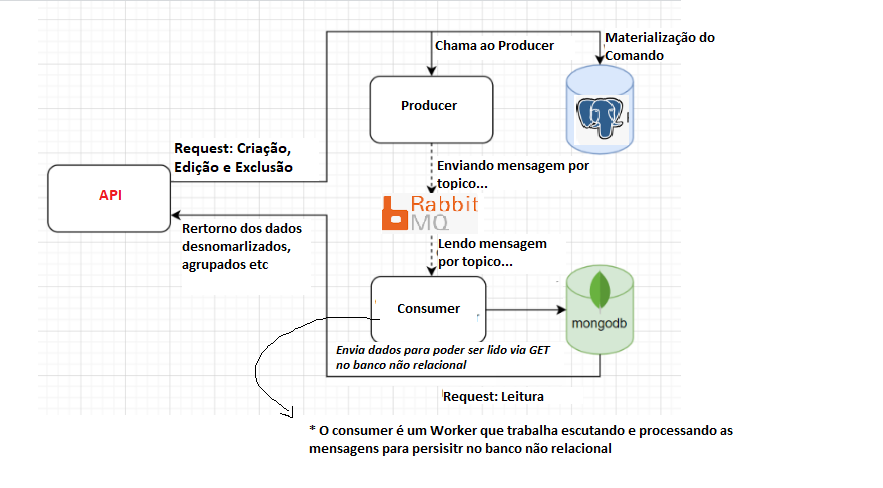 Chama ao Producer
Materialização do
Comando
Producer
Request: Criação,
Edição e Exclusão
Enviando mensagem por
topico...
API
Rabbit
MQ
Rertorno dos dados
desnomarlizados,
agrupados etc
Lendo mensagem
por topico...
Consumer
mongodb
Envia dados para poder ser lido via GET
no banco não relacional
Request: Leitura
* O consumer é um Worker que trabalha escutando e processando as
mensagens para persisitr no banco não relacional